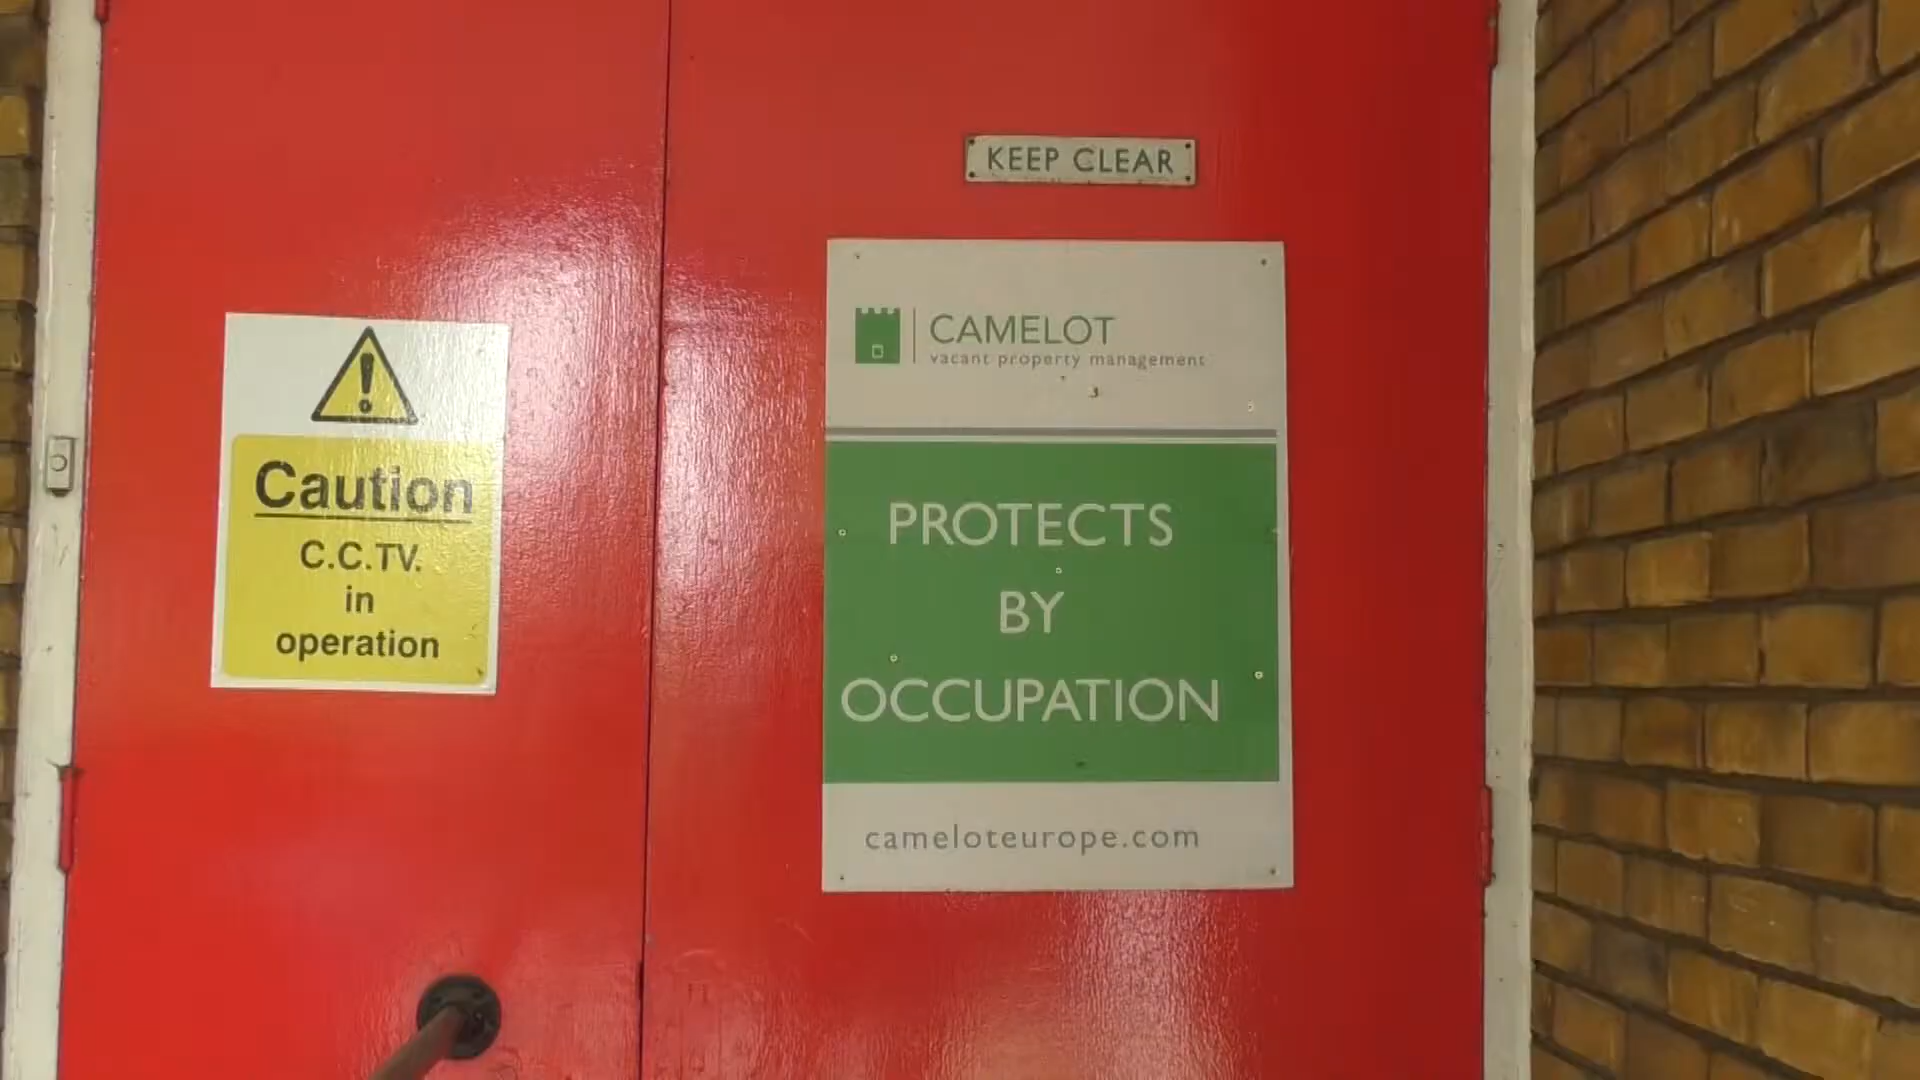 KEEP CLEAR
CAMELOT
vacant property management
PROTECTS
BY
OCCUPATION
cameloteurope.com
Caution
C.C.TV.
in
operation